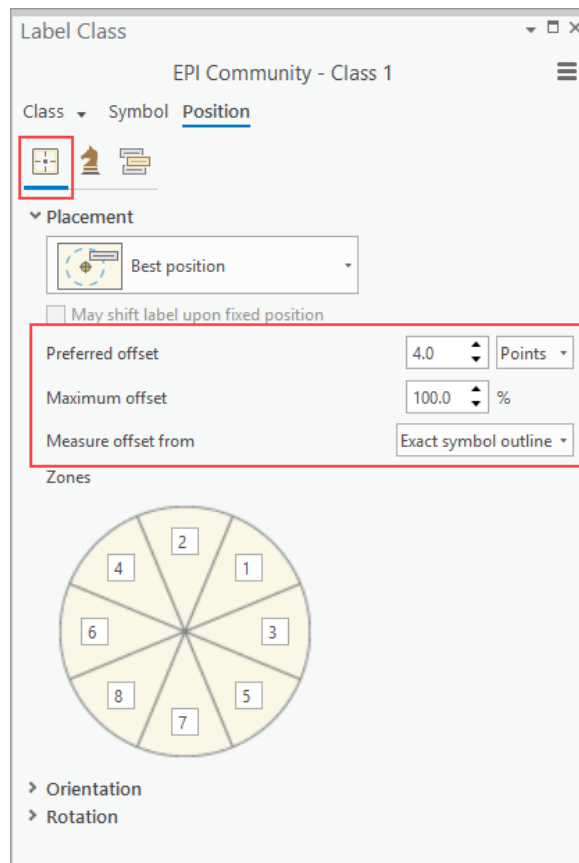 Label Class
EPI Community - Class 1
Class Symbol Position
Placement
Best position
May shift label upon fixed position
Preferred offset 4.0 Points
Maximum offset 100.0 %
Measure offset from Exact symbol outline
Zones
2
4 1
6 3
8 5
7
Orientation
Rotation